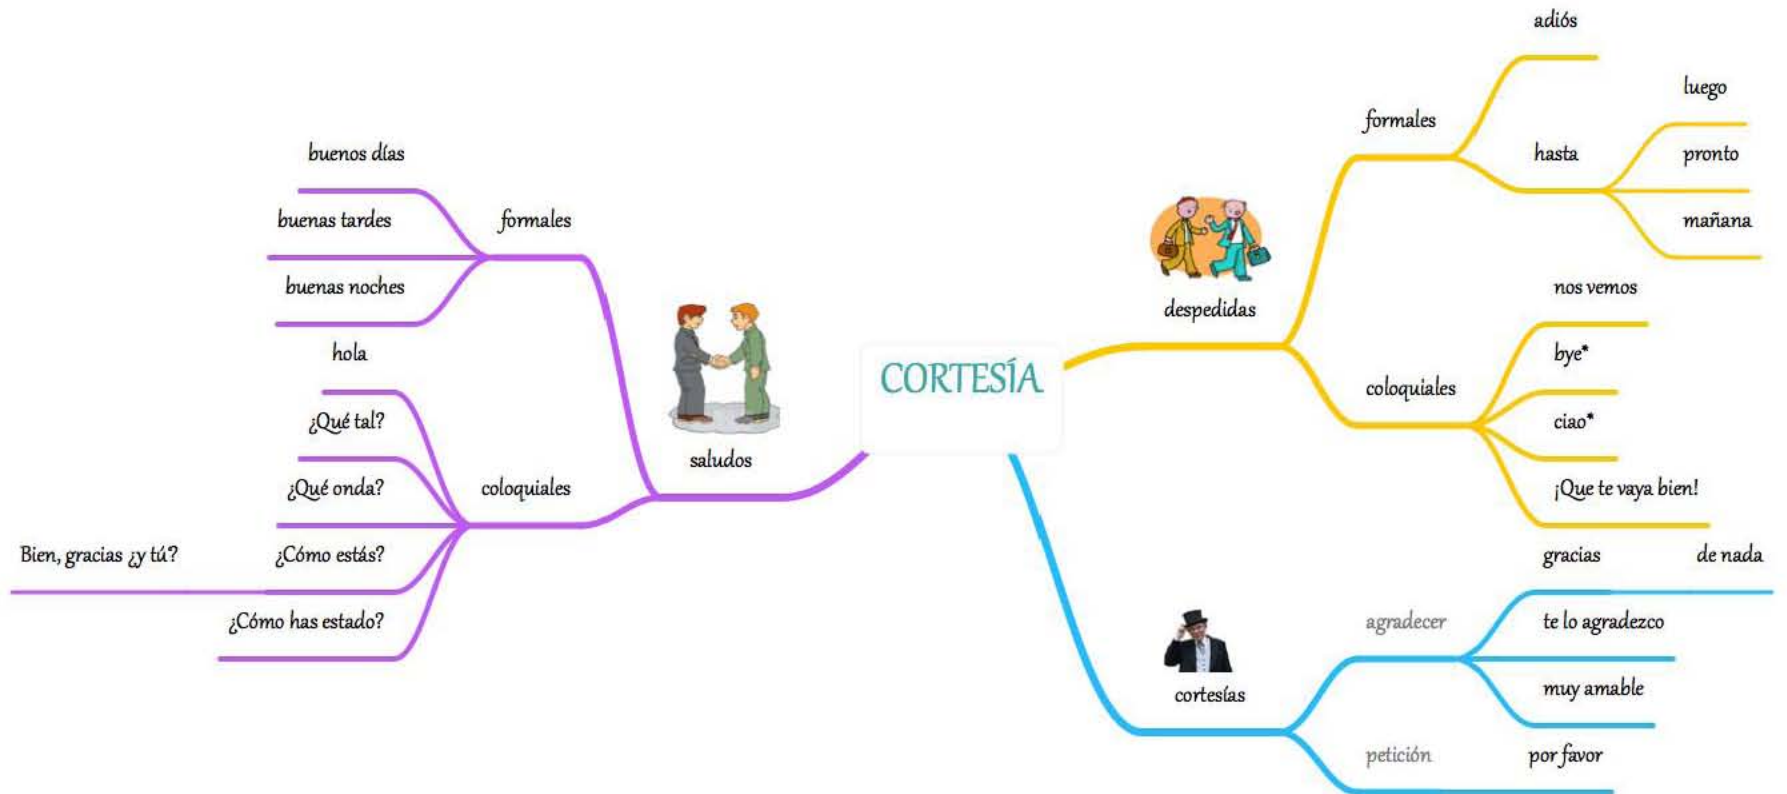 CORTESÍA
saludos
formales
buenos días
buenas tardes
buenas noches
coloquiales
hola
¿Qué tal?
¿Qué onda?
¿Cómo estás?
Bien, gracias ¿y tú?
¿Cómo has estado?
despedidas
formales
adiós
hasta
luego
pronto
mañana
coloquiales
nos vemos
bye*
ciao*
¡Que te vaya bien!
cortesías
agradecer
gracias
de nada
te lo agradezco
muy amable
petición
por favor